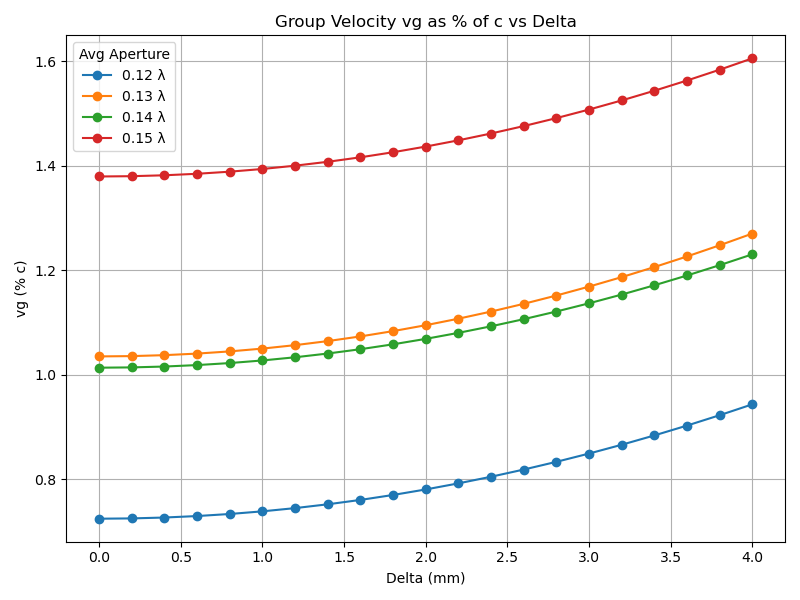 Group Velocity vg as % of c vs Delta
Avg Aperture
0.12 λ
0.13 λ
0.14 λ
0.15 λ
vg (% c)
1.6
1.4
1.2
1.0
0.8
0.0 0.5 1.0 1.5 2.0 2.5 3.0 3.5 4.0
Delta (mm)